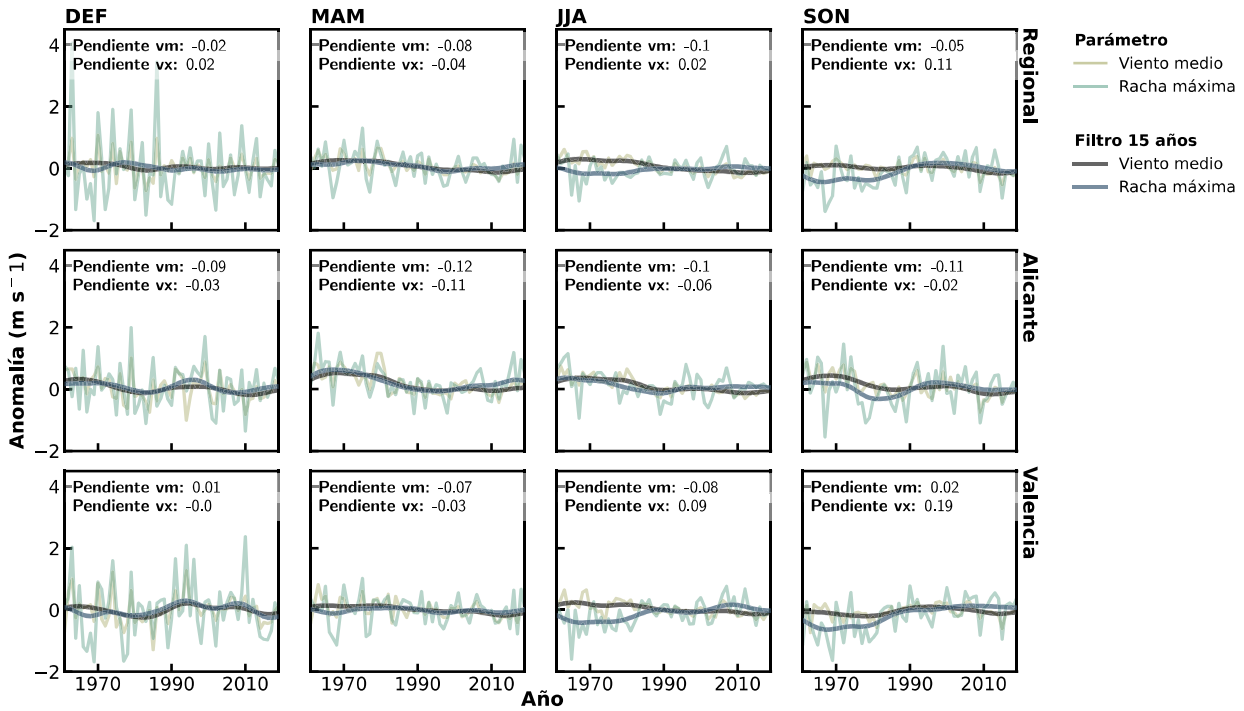 DEF
MAM
JJA
SON
4
2
0
−2
Pendiente vm: -0.02
Pendiente vx: 0.02
Pendiente vm: -0.08
Pendiente vx: -0.04
Pendiente vm: -0.1
Pendiente vx: 0.02
Pendiente vm: -0.05
Pendiente vx: 0.11
Regional
Parámetro
Viento medio
Racha máxima
Filtro 15 años
Viento medio
Racha máxima
Anomalía (m s−1)
4
2
0
−2
Pendiente vm: -0.09
Pendiente vx: -0.03
Pendiente vm: -0.12
Pendiente vx: -0.11
Pendiente vm: -0.1
Pendiente vx: -0.06
Pendiente vm: -0.11
Pendiente vx: -0.02
Alicante
4
2
0
−2
Pendiente vm: 0.01
Pendiente vx: -0.0
Pendiente vm: -0.07
Pendiente vx: -0.03
Pendiente vm: -0.08
Pendiente vx: 0.09
Pendiente vm: 0.02
Pendiente vx: 0.19
Valencia
1970 1990 2010
1970 1990 2010
1970 1990 2010
1970 1990 2010
Año